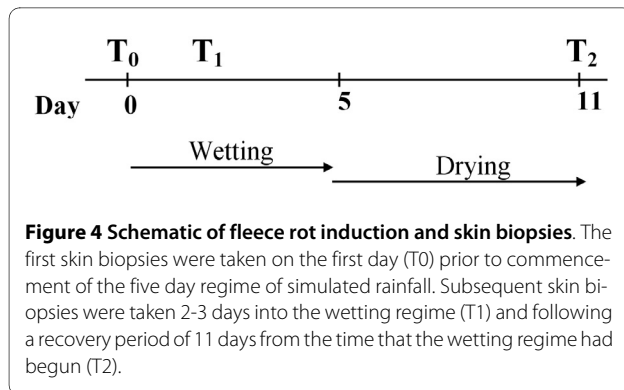 T0 T1 T2
Day 0 5 11
Wetting
Drying
Figure 4 Schematic of fleece rot induction and skin biopsies. The
first skin biopsies were taken on the first day (T0) prior to commence-
ment of the five day regime of simulated rainfall. Subsequent skin bi-
opsies were taken 2-3 days into the wetting regime (T1) and following
a recovery period of 11 days from the time that the wetting regime had
begun (T2).